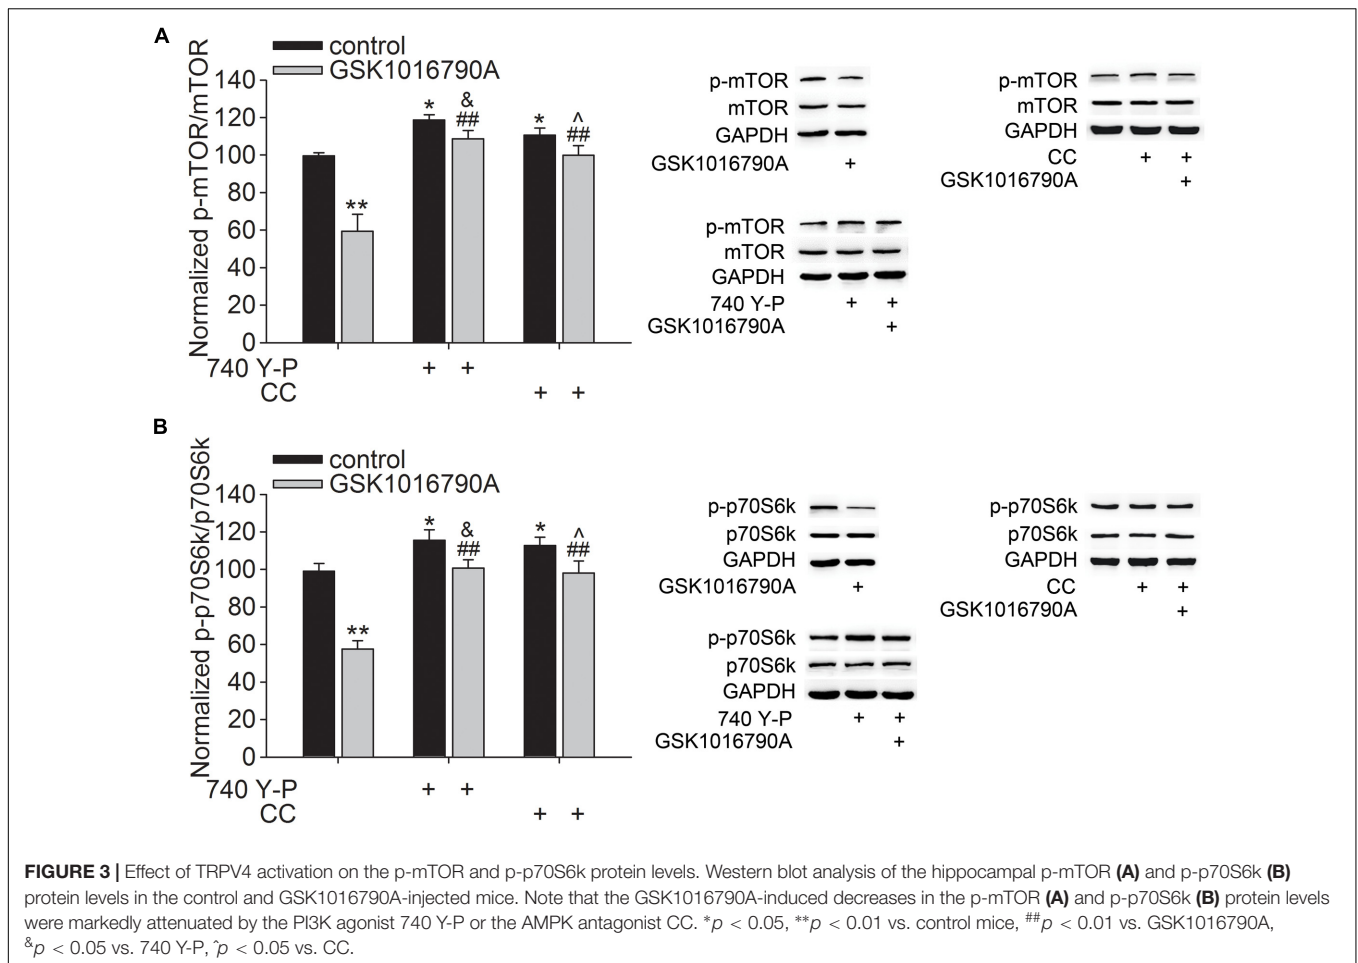 A
control
GSK1016790A
Normalized p-mTOR/mTOR
140
120
100
80
60
40
20
0
**
*
&
##
*
^
##
740 Y-P + +
CC + +
p-mTOR
mTOR
GAPDH
GSK1016790A +
p-mTOR
mTOR
GAPDH
CC + +
GSK1016790A +
p-mTOR
mTOR
GAPDH
740 Y-P + +
GSK1016790A +
B
control
GSK1016790A
Normalized p-p70S6k/p70S6k
140
120
100
80
60
40
20
0
**
*
&
##
*
^
##
740 Y-P + +
CC + +
p-p70S6k
p70S6k
GAPDH
GSK1016790A +
p-p70S6k
p70S6k
GAPDH
CC + +
GSK1016790A +
p-p70S6k
p70S6k
GAPDH
740 Y-P + +
GSK1016790A +
FIGURE 3 | Effect of TRPV4 activation on the p-mTOR and p-p70S6k protein levels. Western blot analysis of the hippocampal p-mTOR (A) and p-p70S6k (B)
protein levels in the control and GSK1016790A-injected mice. Note that the GSK1016790A-induced decreases in the p-mTOR (A) and p-p70S6k (B) protein levels
were markedly attenuated by the PI3K agonist 740 Y-P or the AMPK antagonist CC. *p < 0.05, **p < 0.01 vs. control mice, ##p < 0.01 vs. GSK1016790A,
&p < 0.05 vs. 740 Y-P, ^p < 0.05 vs. CC.